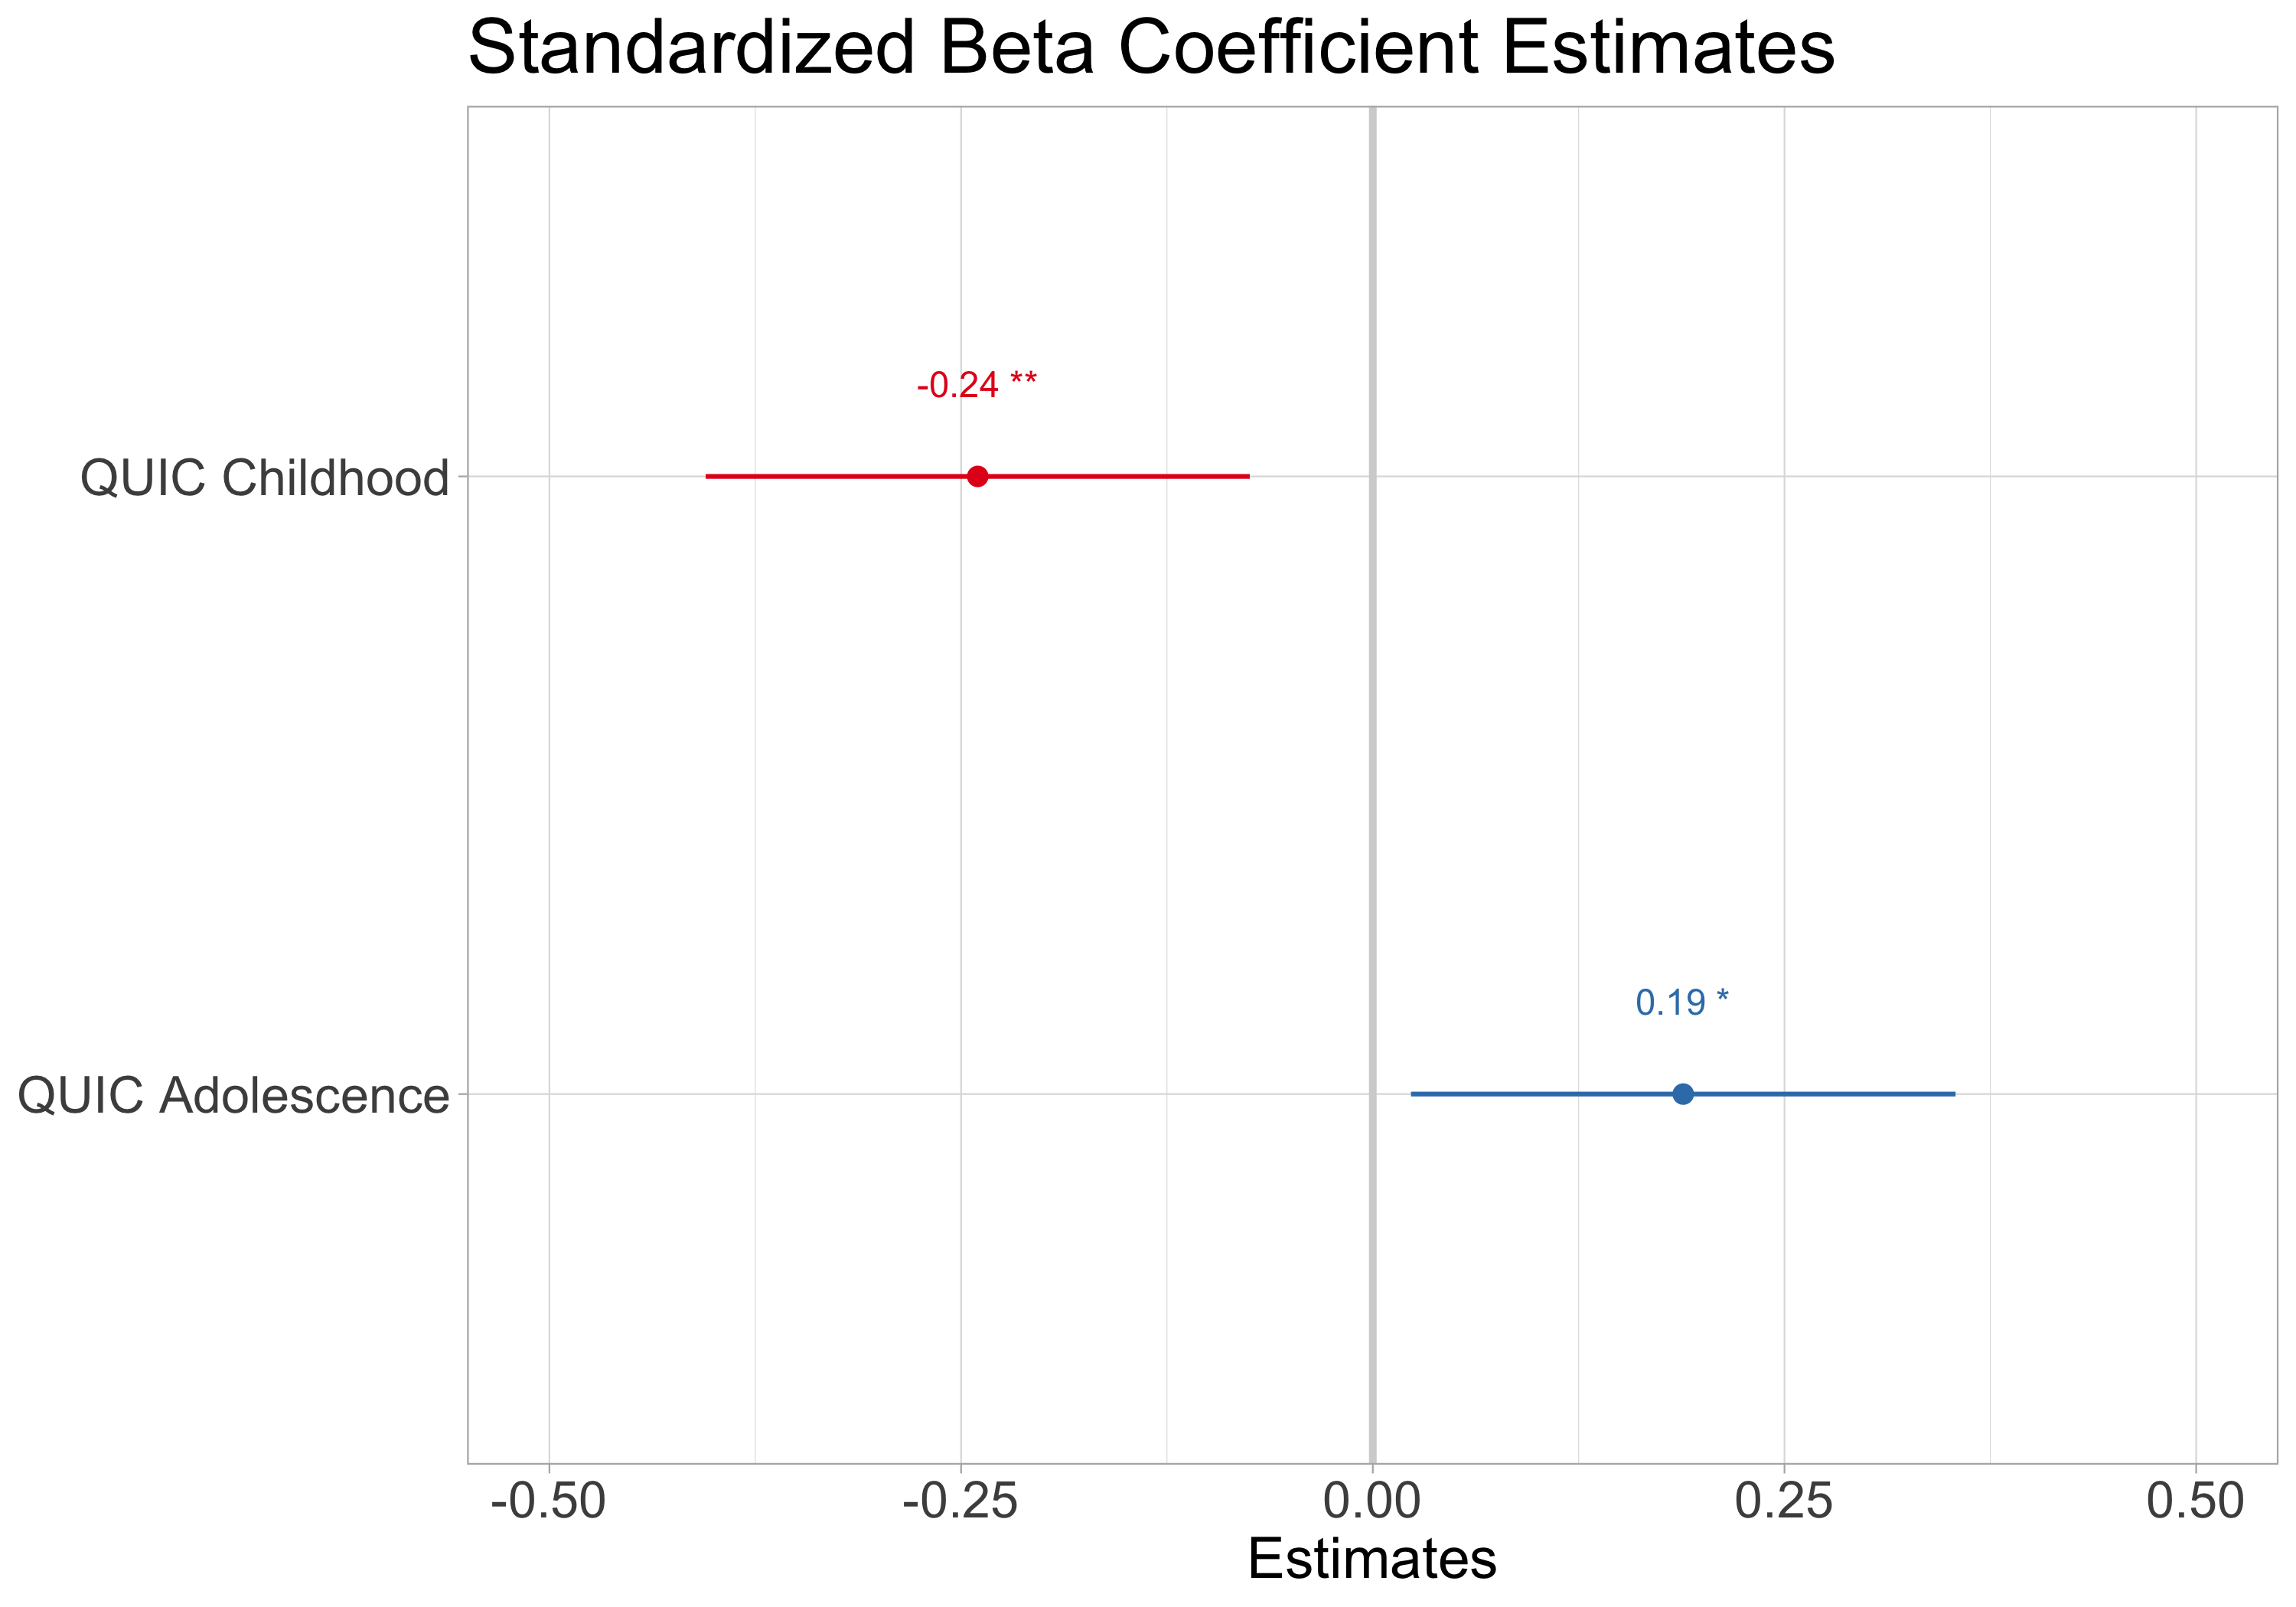 Standardized Beta Coefficient Estimates
-0.24 **
QUIC Childhood
0.19 *
QUIC Adolescence
-0.50 -0.25 0.00 0.25 0.50
Estimates